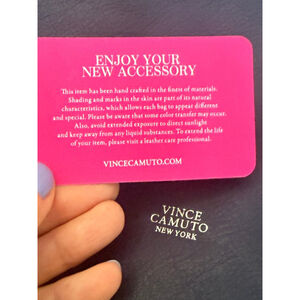 ENJOY YOUR
NEW ACCESSORY
This item has been hand crafted in the finest of materials.
Shading and marks in the skin are part of its natural
characteristics, which allows each bag to appear different
and special. Please be aware that some color transfer may occur.
Also, avoid extended exposure to direct sunlight
and keep away from any liquid substances. To extend the life
of your item, please visit a leather care professional.
VINCECAMUTO.COM
VINCE
CAMUTO
NEW YORK